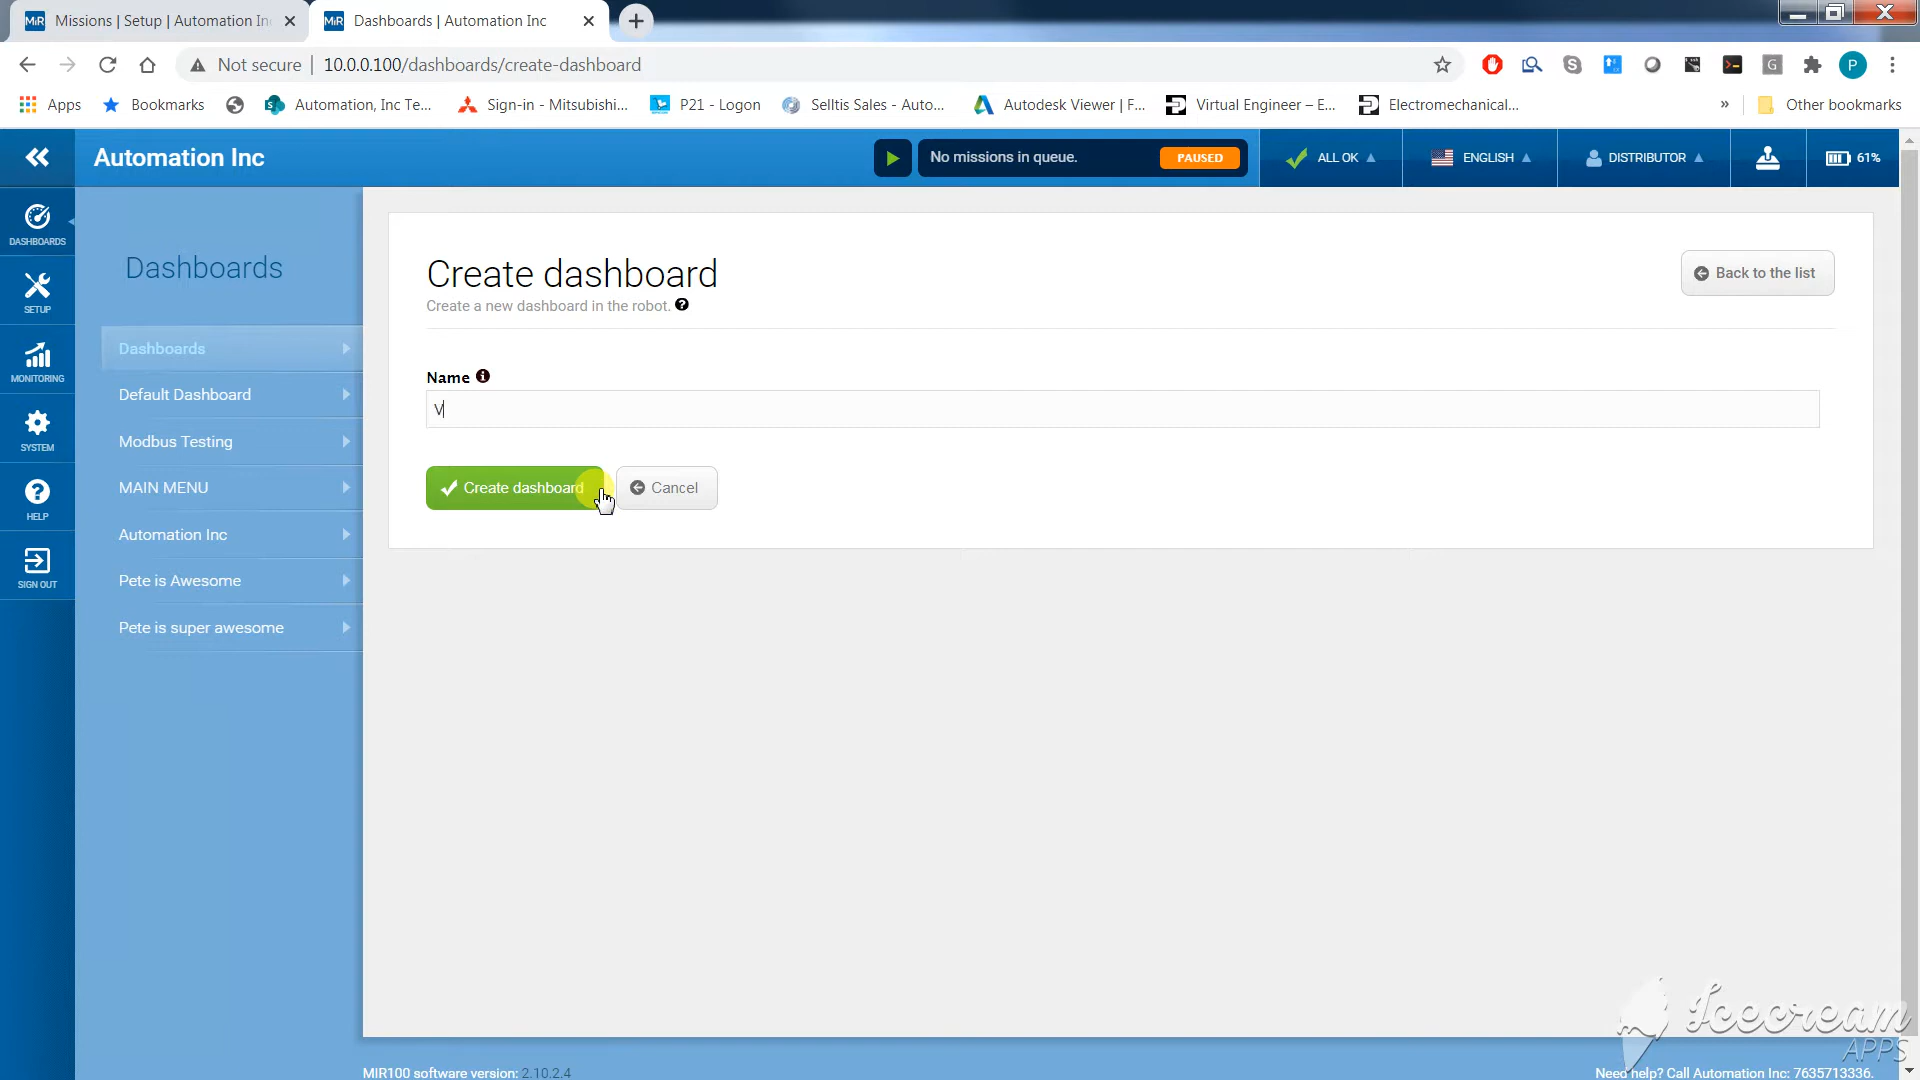 MiR Missions | Setup | Automation In
MiR Dashboards | Automation Inc
Not secure | 10.0.0.100/dashboards/create-dashboard
P
Apps Bookmarks Automation, Inc Te... Sign-in - Mitsubishi... P21 - Logon Selltis Sales - Auto... Autodesk Viewer | F... Virtual Engineer – E... Electromechanical... » Other bookmarks
Automation Inc
No missions in queue. PAUSED
ALL OK
ENGLISH
DISTRIBUTOR
61%
DASHBOARDS
SETUP
MONITORING
SYSTEM
HELP
SIGN OUT
Dashboards
Dashboards
Default Dashboard
Modbus Testing
MAIN MENU
Automation Inc
Pete is Awesome
Pete is super awesome
Create dashboard
Create a new dashboard in the robot.
Back to the list
Name
V
Create dashboard
Cancel
Icecream
APPS
MIR100 software version: 2.10.2.4
Need help? Call Automation Inc: 7635713336.